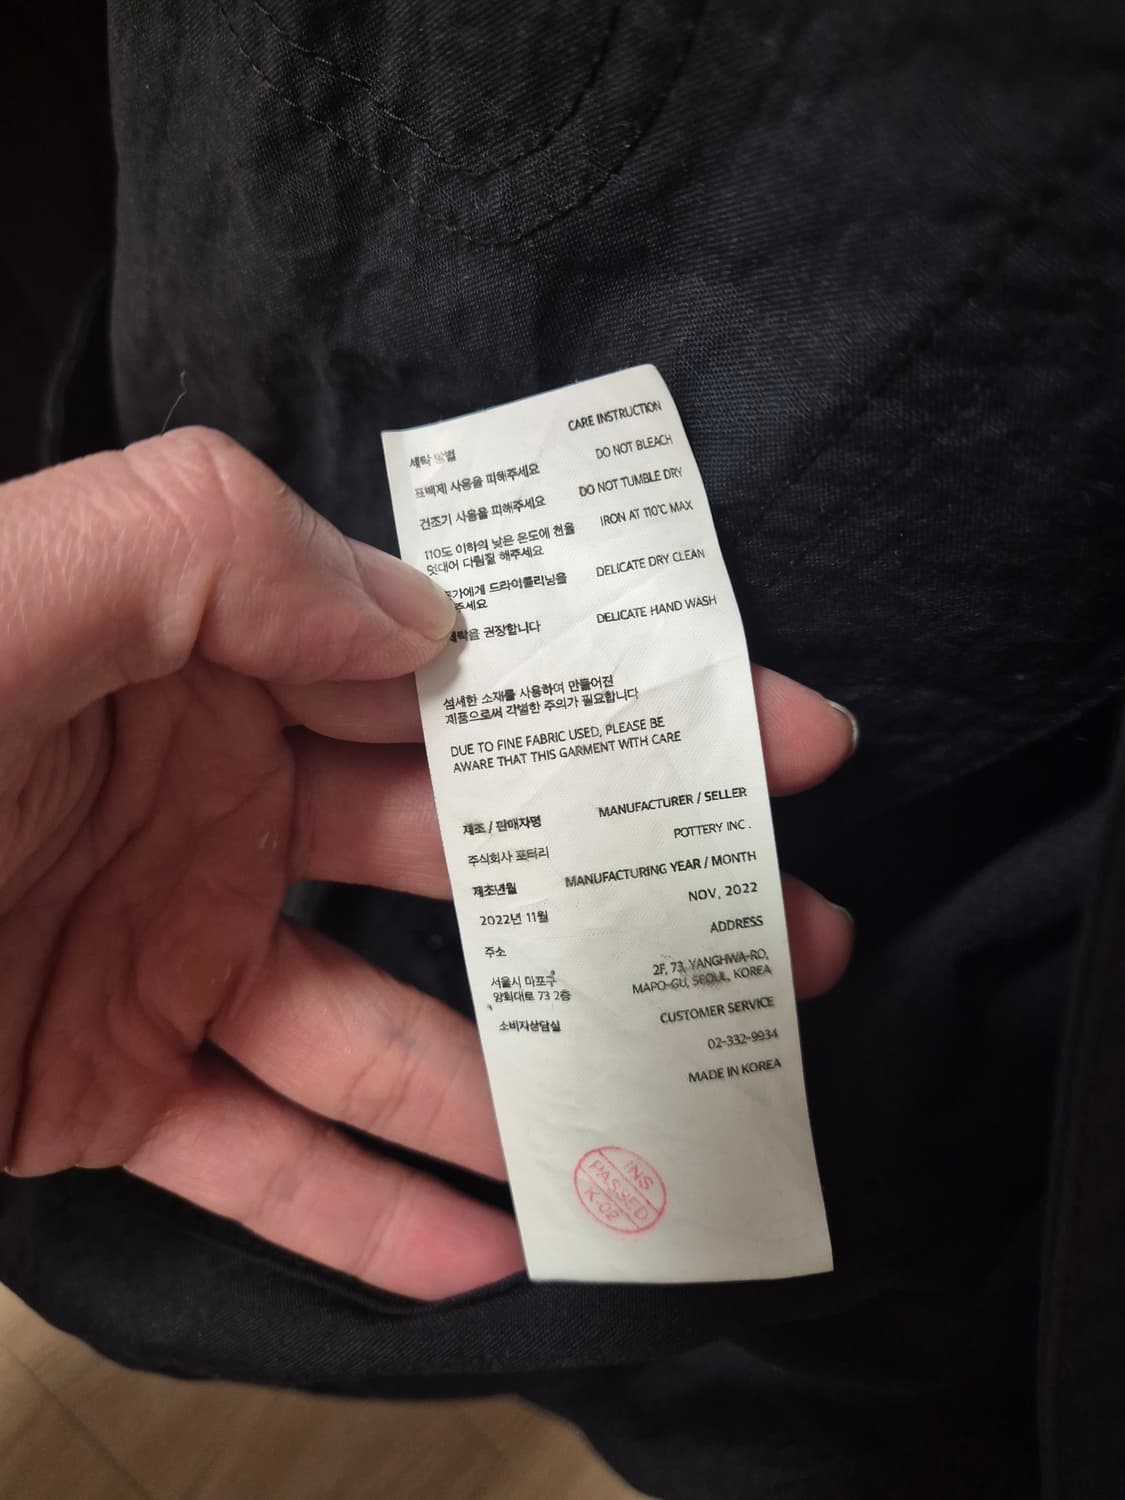 CARE INSTRUCTION
세탁 방법
DO NOT BLEACH
표백제 사용을 피해주세요
DO NOT TUMBLE DRY
건조기 사용을 피해주세요
IRON AT 110℃ MAX
110도 이하의 낮은 온도에 천을
덧대어 다림질 해주세요
DELICATE DRY CLEAN
드라이클리닝을
주세요
DELICATE HAND WASH
권장합니다
섬세한 소재를 사용하여 만들어진
제품으로써 각별한 주의가 필요합니다
DUE TO FINE FABRIC USED, PLEASE BE
AWARE THAT THIS GARMENT WITH CARE
MANUFACTURER / SELLER
제조 / 판매자명
POTTERY INC .
주식회사 포터리
MANUFACTURING YEAR / MONTH
제조년월
NOV, 2022
2022년 11월
ADDRESS
주소
2F, 73, YANGHWA-RO,
MAPO-GU, SEOUL, KOREA
서울시 마포구
양화대로 73 2층
CUSTOMER SERVICE
소비자상담실
02-332-9934
MADE IN KOREA
INS
PASSED
K-02